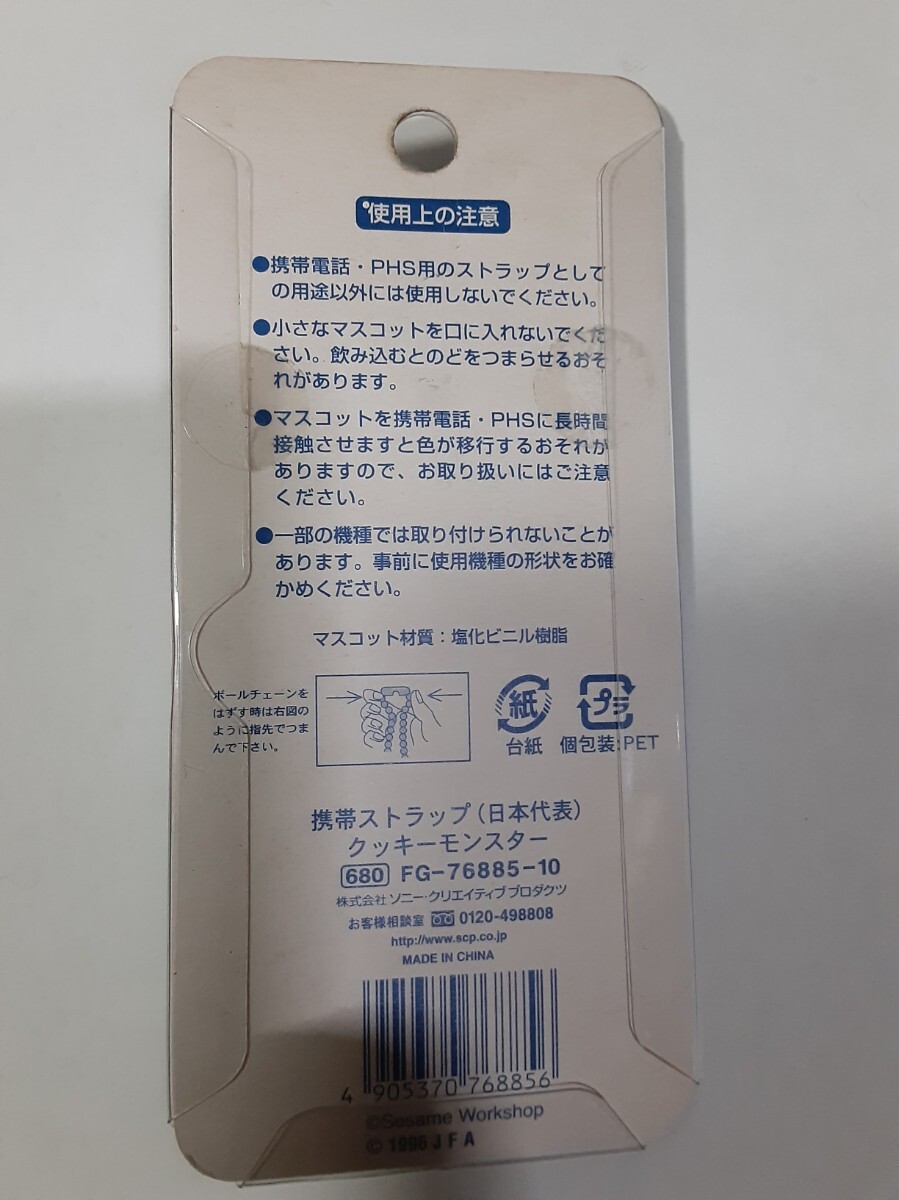 使用上の注意
●携帯電話・PHS用のストラップとして
の用途以外には使用しないでください。
●小さなマスコットを口に入れないでくだ
さい。飲み込むとのどをつまらせるおそ
れがあります。
●マスコットを携帯電話・PHSに長時間
接触させますと色が移行するおそれが
ありますので、お取り扱いにはご注意
ください。
●一部の機種では取り付けられないことが
あります。事前に使用機種の形状をお確
かめください。
マスコット材質：塩化ビニル樹脂
ボールチェーンを
はずす時は右図の
ように指先でつま
んで下さい。
紙
台紙
プラ
個包装:PET
携帯ストラップ（日本代表）
クッキーモンスター
680 FG-76885-10
株式会社 ソニー・クリエイティブプロダクツ
お客様相談室 0120-498808
http://www.scp.co.jp
MADE IN CHINA
4 905370 768856
©Sesame Workshop
© 1996 J F A